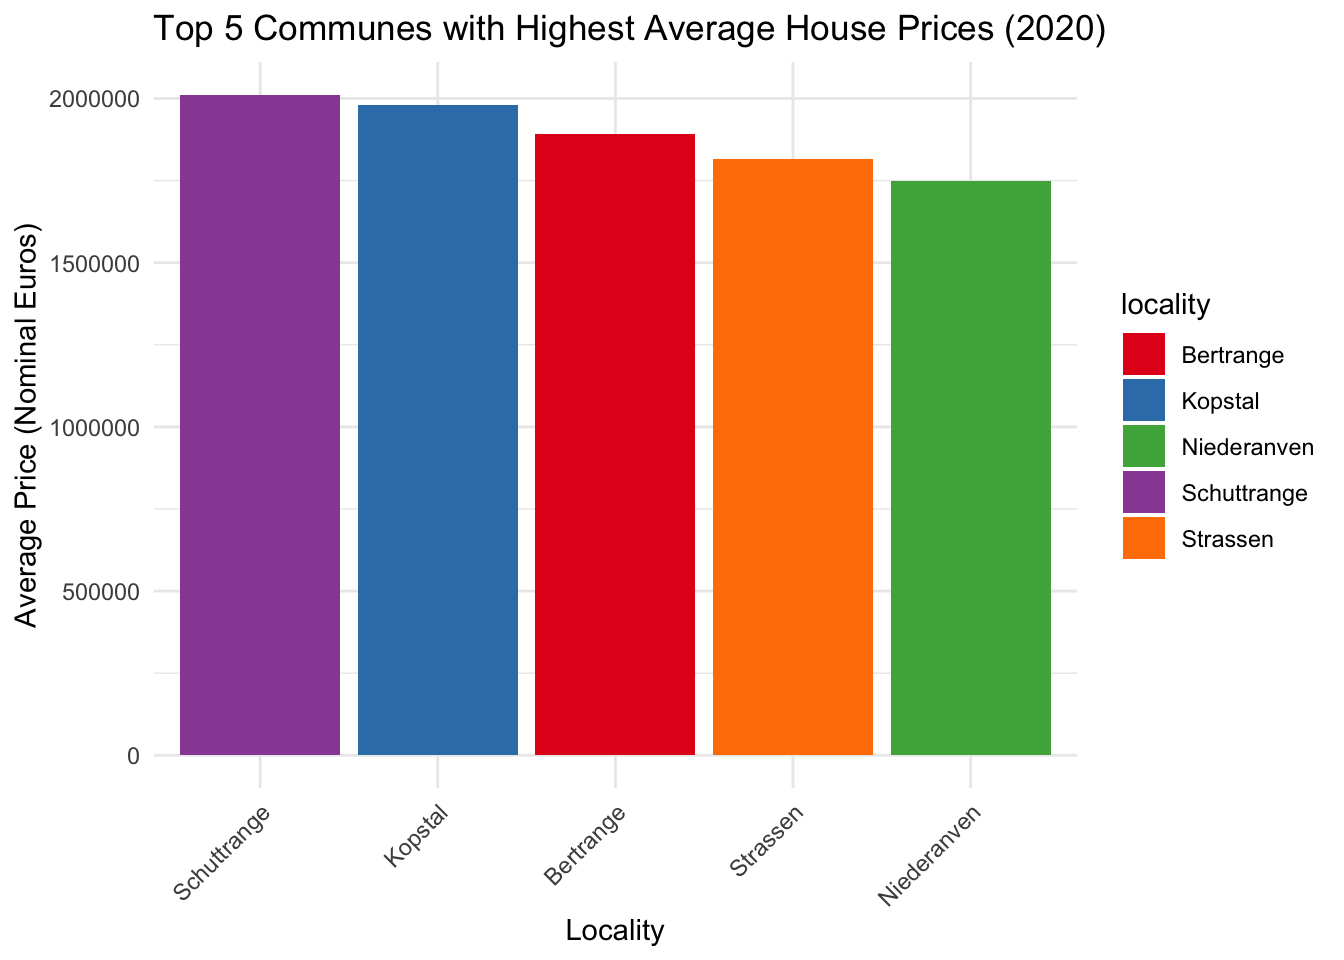 Top 5 Communes with Highest Average House Prices (2020)
Average Price (Nominal Euros)
2000000
1500000
1000000
500000
0
Schuttrange
Kopstal
Bertrange
Strassen
Niederanven
Locality
locality
Bertrange
Kopstal
Niederanven
Schuttrange
Strassen